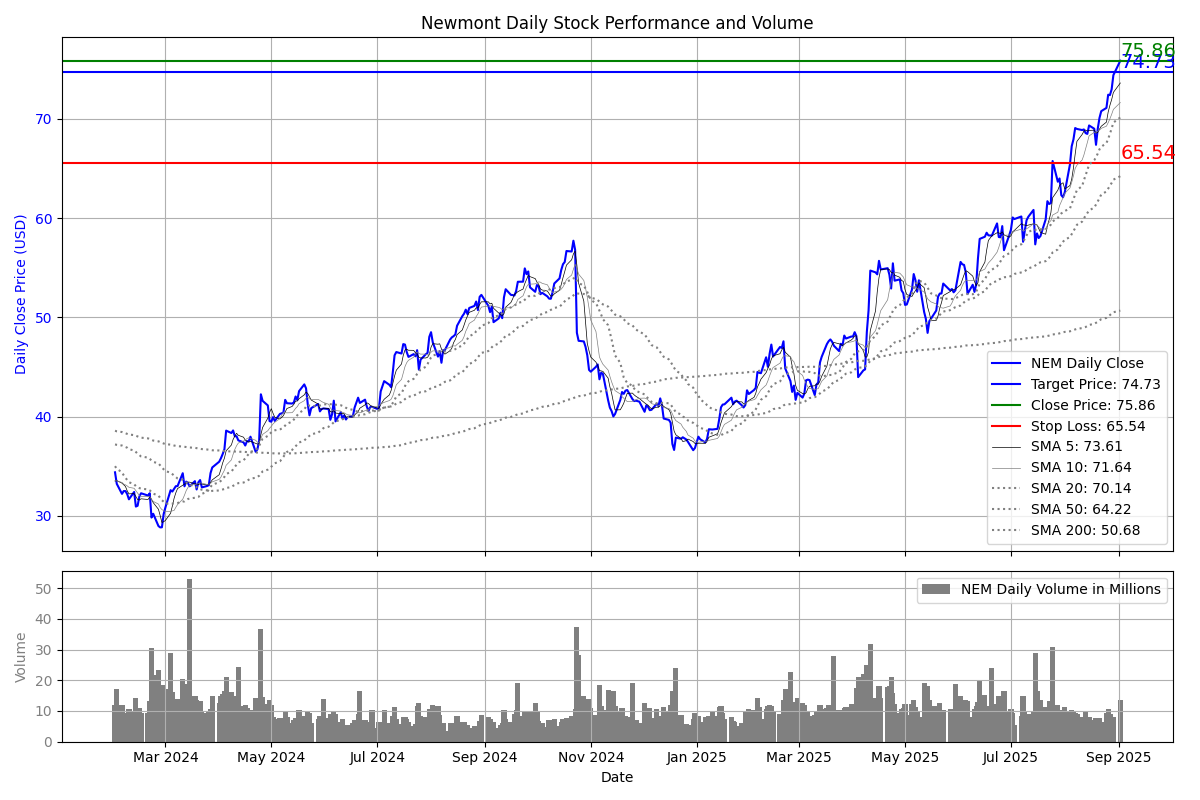 Newmont Daily Stock Performance and Volume
75.86
74.73
70
65.54
60
50
40
30
Daily Close Price (USD)
NEM Daily Close
Target Price: 74.73
Close Price: 75.86
Stop Loss: 65.54
SMA 5: 73.61
SMA 10: 71.64
SMA 20: 70.14
SMA 50: 64.22
SMA 200: 50.68
NEM Daily Volume in Millions
50
40
30
20
10
0
Volume
Mar 2024 May 2024 Jul 2024 Sep 2024 Nov 2024 Jan 2025 Mar 2025 May 2025 Jul 2025 Sep 2025
Date